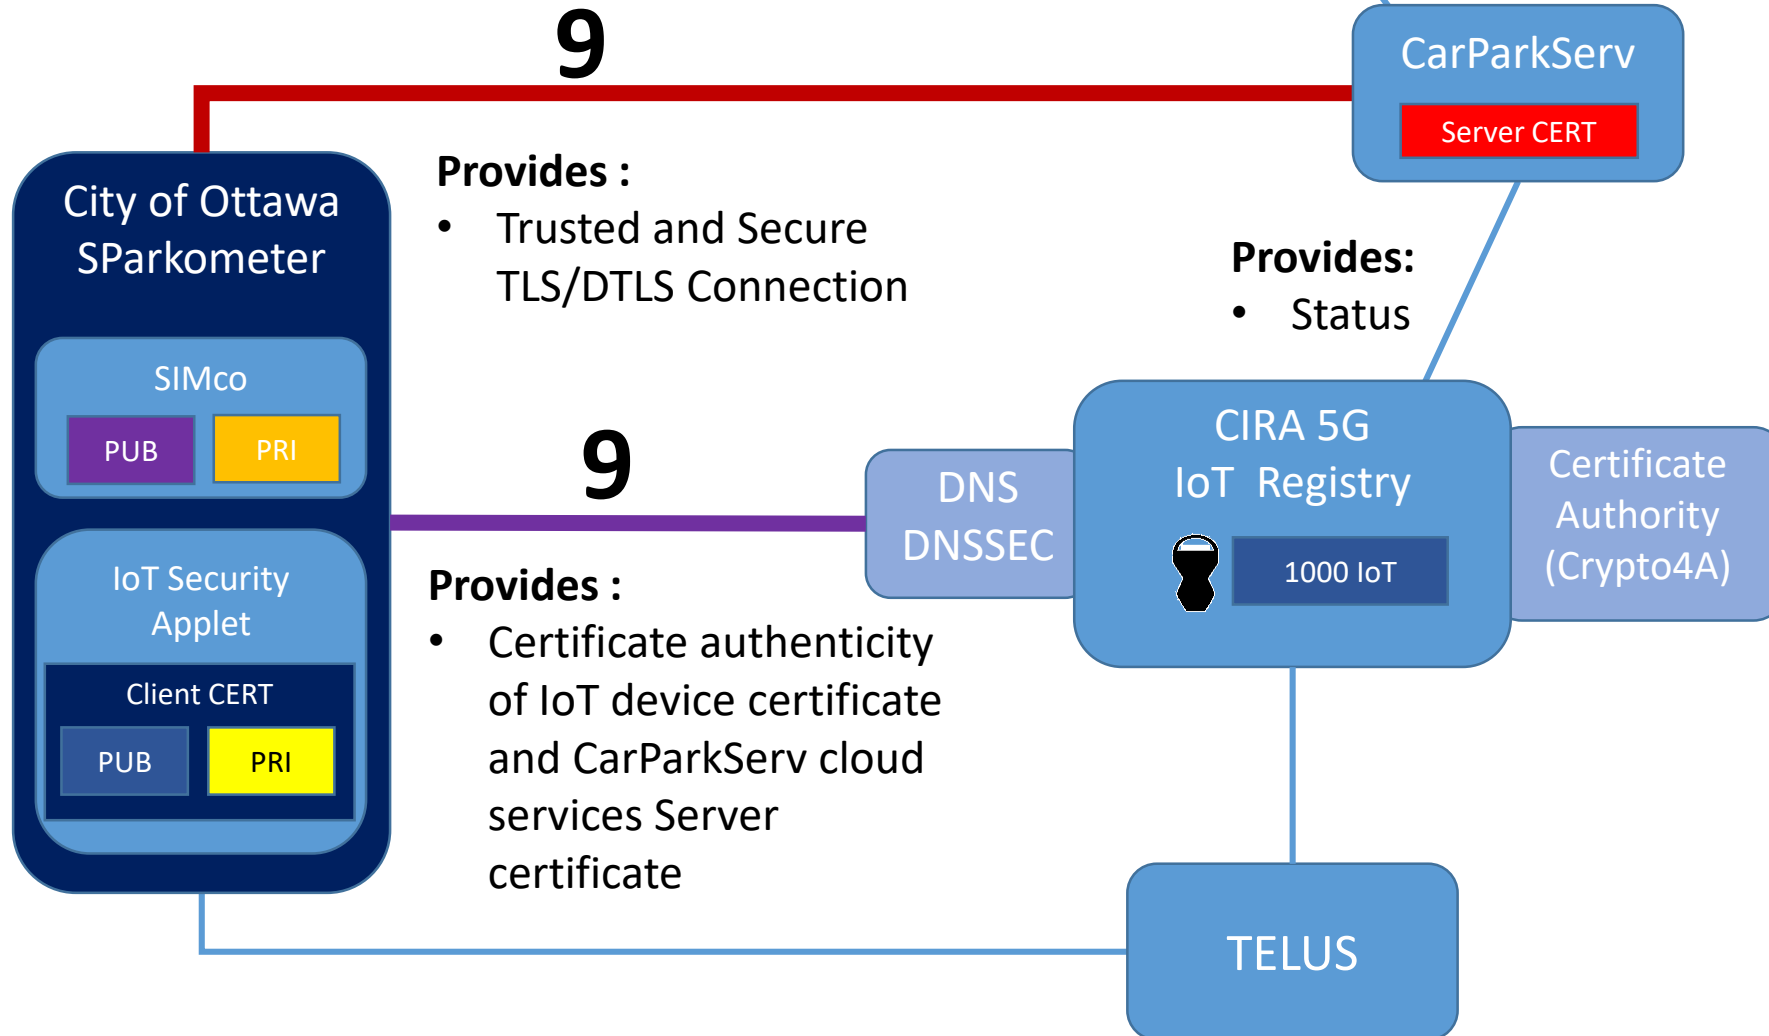 9
CarParkServ
Server CERT
City of Ottawa
SParkometer
Provides :
• Trusted and Secure
TLS/DTLS Connection
Provides:
• Status
SIMco
PUB
PRI
9
DNS
DNSSEC
CIRA 5G
IoT Registry
1000 IoT
Certificate
Authority
(Crypto4A)
IoT Security
Applet
Client CERT
PUB
PRI
Provides :
• Certificate authenticity
of IoT device certificate
and CarParkServ cloud
services Server
certificate
TELUS